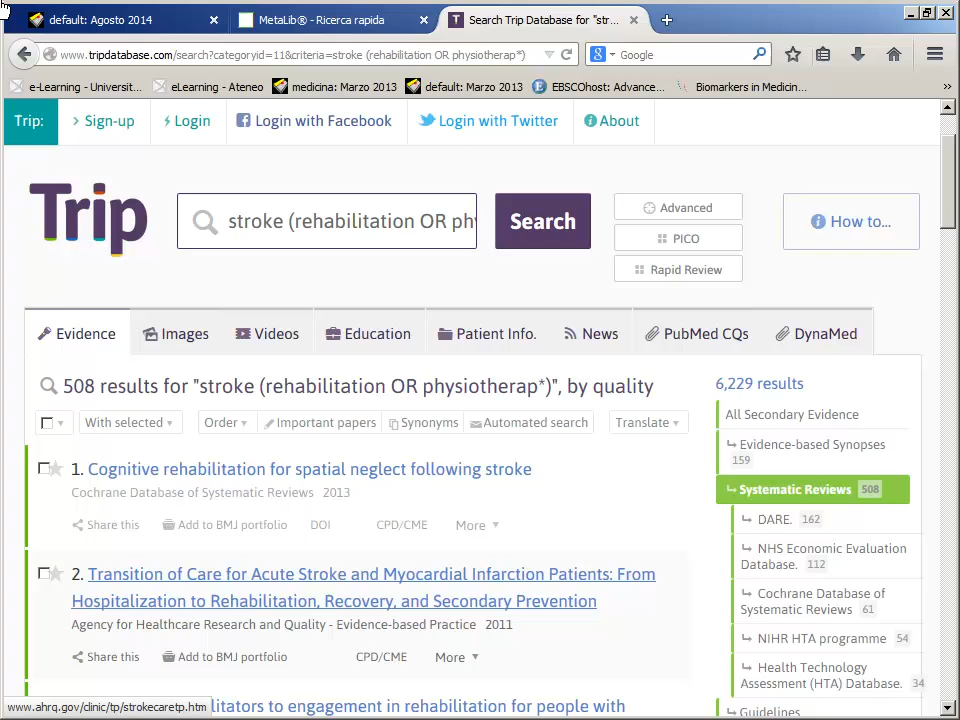 default: Agosto 2014
MetaLib® - Ricerca rapida
Search Trip Database for "str...
www.tripdatabase.com/search?categoryid=11&criteria=stroke (rehabilitation OR physiotherap*)
Google
e-Learning - Universit...
eLearning - Ateneo
medicina: Marzo 2013
default: Marzo 2013
EBSCOhost: Advance...
Biomarkers in Medicin...
Trip:
Sign-up
Login
Login with Facebook
Login with Twitter
About
Trip
stroke (rehabilitation OR phy
Search
Advanced
PICO
Rapid Review
How to...
Evidence
Images
Videos
Education
Patient Info.
News
PubMed CQs
DynaMed
508 results for "stroke (rehabilitation OR physiotherap*)", by quality
With selected
Order
Important papers
Synonyms
Automated search
Translate
1. Cognitive rehabilitation for spatial neglect following stroke
Cochrane Database of Systematic Reviews 2013
Share this
Add to BMJ portfolio
DOI
CPD/CME
More
2. Transition of Care for Acute Stroke and Myocardial Infarction Patients: From
Hospitalization to Rehabilitation, Recovery, and Secondary Prevention
Agency for Healthcare Research and Quality - Evidence-based Practice 2011
Share this
Add to BMJ portfolio
CPD/CME
More
litators to engagement in rehabilitation for people with
6,229 results
All Secondary Evidence
Evidence-based Synopses
159
Systematic Reviews 508
DARE. 162
NHS Economic Evaluation
Database. 112
Cochrane Database of
Systematic Reviews 61
NIHR HTA programme 54
Health Technology
Assessment (HTA) Database. 34
Guidelines
www.ahrq.gov/clinic/tp/strokecaretp.htm